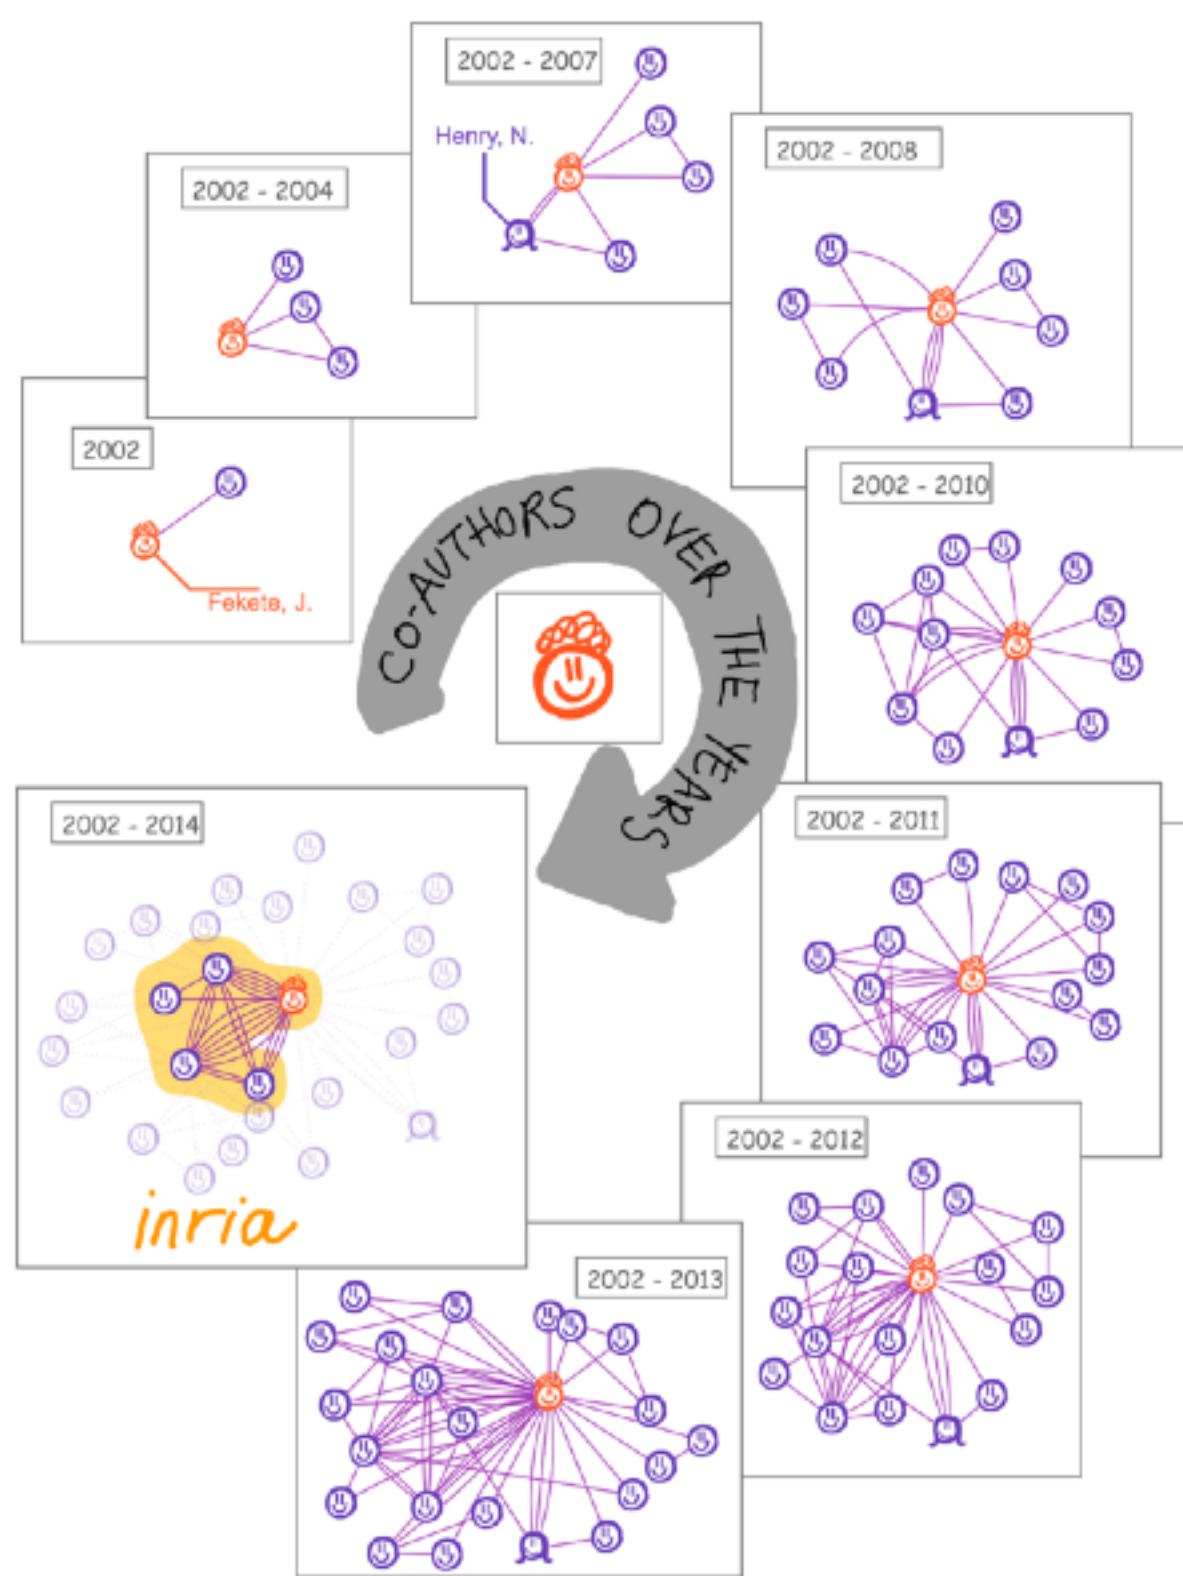 2002
Fekete, J.
2002 - 2004
2002 - 2007
Henry, N.
2002 - 2008
2002 - 2010
2002 - 2011
2002 - 2012
2002 - 2013
2002 - 2014
inria
CO-AUTHORS OVER THE YEARS